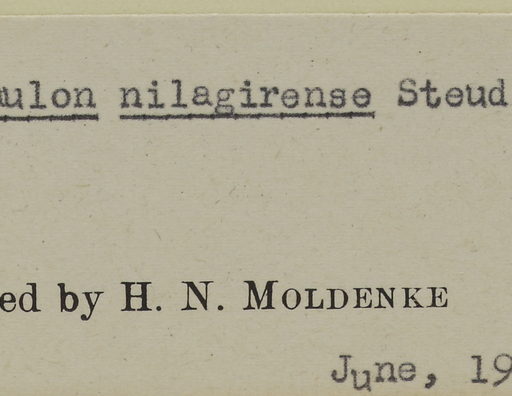 ulon nilagirense Steud
ed by H. N. MOLDENKE
June, 19